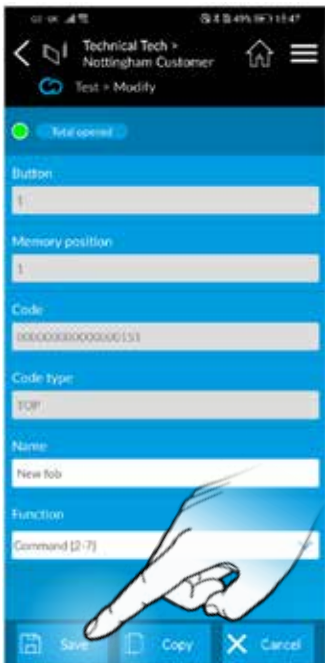 Technical Tech >
Nottingham Customer
Test > Modify
Total opened
Button
1
Memory position
1
Code
Code type
TOP
Name
New fob
Function
Command [2-7]
Save
Copy
Cancel